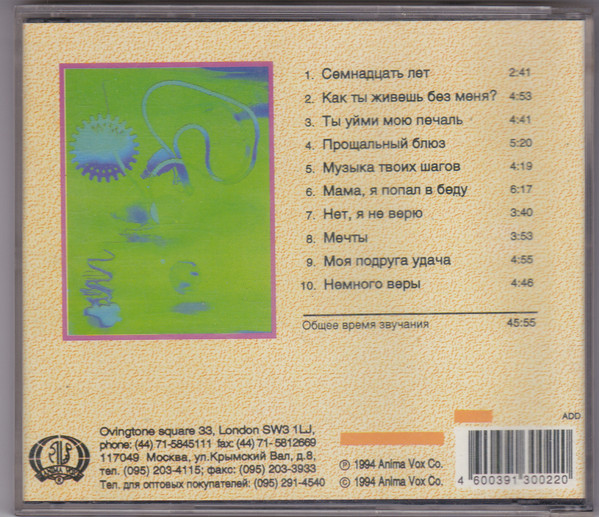 1. Семнадцать лет 2:41
2. Как ты живешь без меня? 4:53
3. Ты уйми мою печаль 4:41
4. Прощальный блюз 5:20
5. Музыка твоих шагов 4:19
6. Мама, я попал в беду 6:17
7. Нет, я не верю 3:40
8. Мечты 3:53
9. Моя подруга удача 4:55
10. Немного веры 4:46
Общее время звучания 45:55
ADD
Ovingtone square 33, London SW3 1LJ,
phone: (44) 71-5845111 fax: (44) 71- 5812669
117049 Москва, ул.Крымский Вал, д.8,
тел. (095) 203-4115; факс: (095) 203-3933
Тел. для оптовых покупателей: (095) 291-4540
ANIMA VOX
℗ 1994 Anima Vox Co.
© 1994 Anima Vox Co.
4 600391 300220